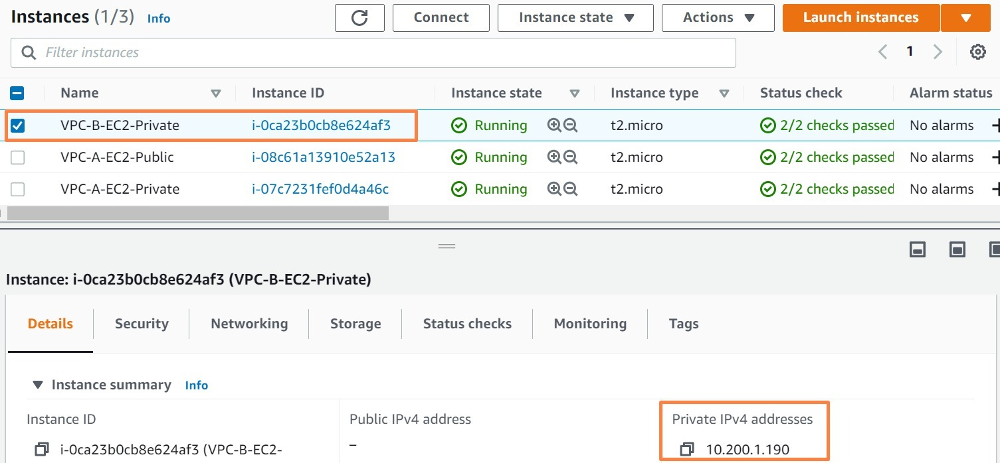 Instances (1/3) Info Connect Instance state Actions Launch instances
Filter instances 1
Name Instance ID Instance state Instance type Status check Alarm status
VPC-B-EC2-Private i-0ca23b0cb8e624af3 Running t2.micro 2/2 checks passed No alarms +
VPC-A-EC2-Public i-08c61a13910e52a13 Running t2.micro 2/2 checks passed No alarms +
VPC-A-EC2-Private i-07c7231fef0d4a46c Running t2.micro 2/2 checks passed No alarms +
Instance: i-0ca23b0cb8e624af3 (VPC-B-EC2-Private)
Details Security Networking Storage Status checks Monitoring Tags
Instance summary Info
Instance ID Public IPv4 address Private IPv4 addresses
i-0ca23b0cb8e624af3 (VPC-B-EC2- – 10.200.1.190